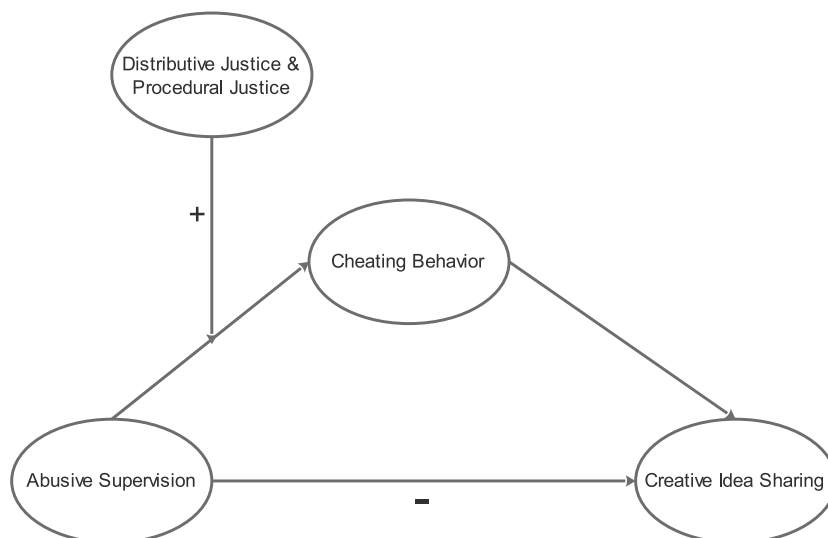 Distributive Justice &
Procedural Justice
+
Cheating Behavior
Abusive Supervision
Creative Idea Sharing
-